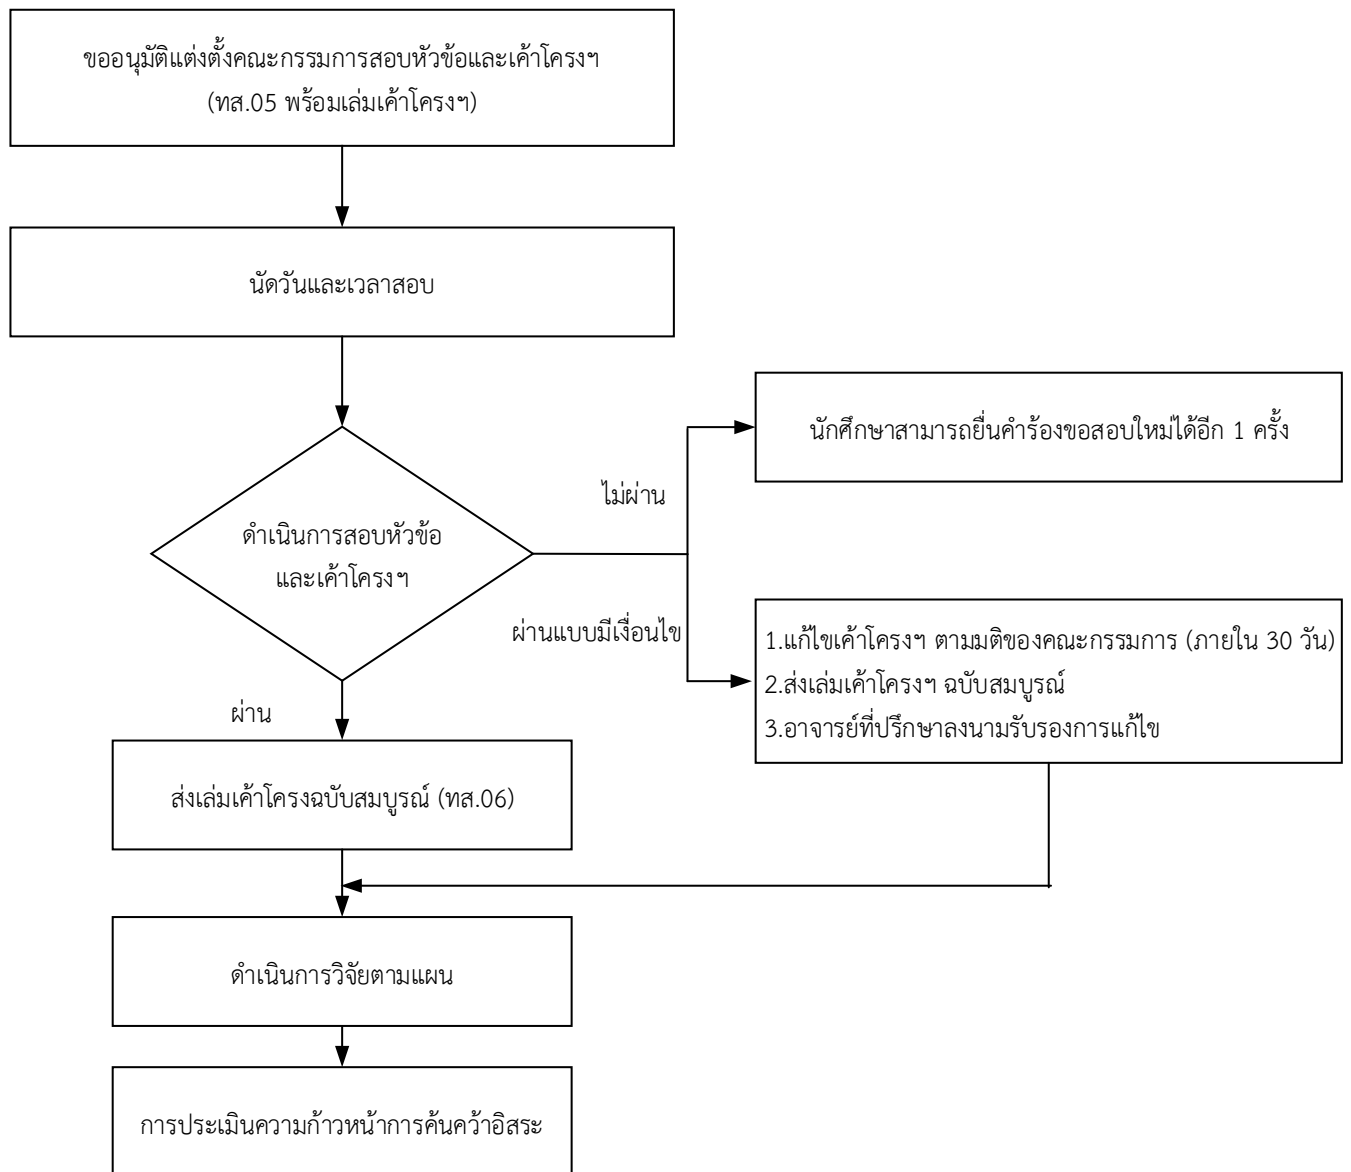 ขออนุมัติแต่งตั้งคณะกรรมการสอบหัวข้อและเค้าโครงฯ
(ทส.05 พร้อมเล่มเค้าโครงฯ)
นัดวันและเวลาสอบ
นักศึกษาสามารถยื่นคำร้องขอสอบใหม่ได้อีก 1 ครั้ง
ไม่ผ่าน
ดำเนินการสอบหัวข้อ
และเค้าโครงฯ
ผ่านแบบมีเงื่อนไข
1.แก้ไขเค้าโครงฯ ตามมติของคณะกรรมการ (ภายใน 30 วัน)
2.ส่งเล่มเค้าโครงฯ ฉบับสมบูรณ์
3.อาจารย์ที่ปรึกษาลงนามรับรองการแก้ไข
ผ่าน
ส่งเล่มเค้าโครงฉบับสมบูรณ์ (ทส.06)
ดำเนินการวิจัยตามแผน
การประเมินความก้าวหน้าการค้นคว้าอิสระ